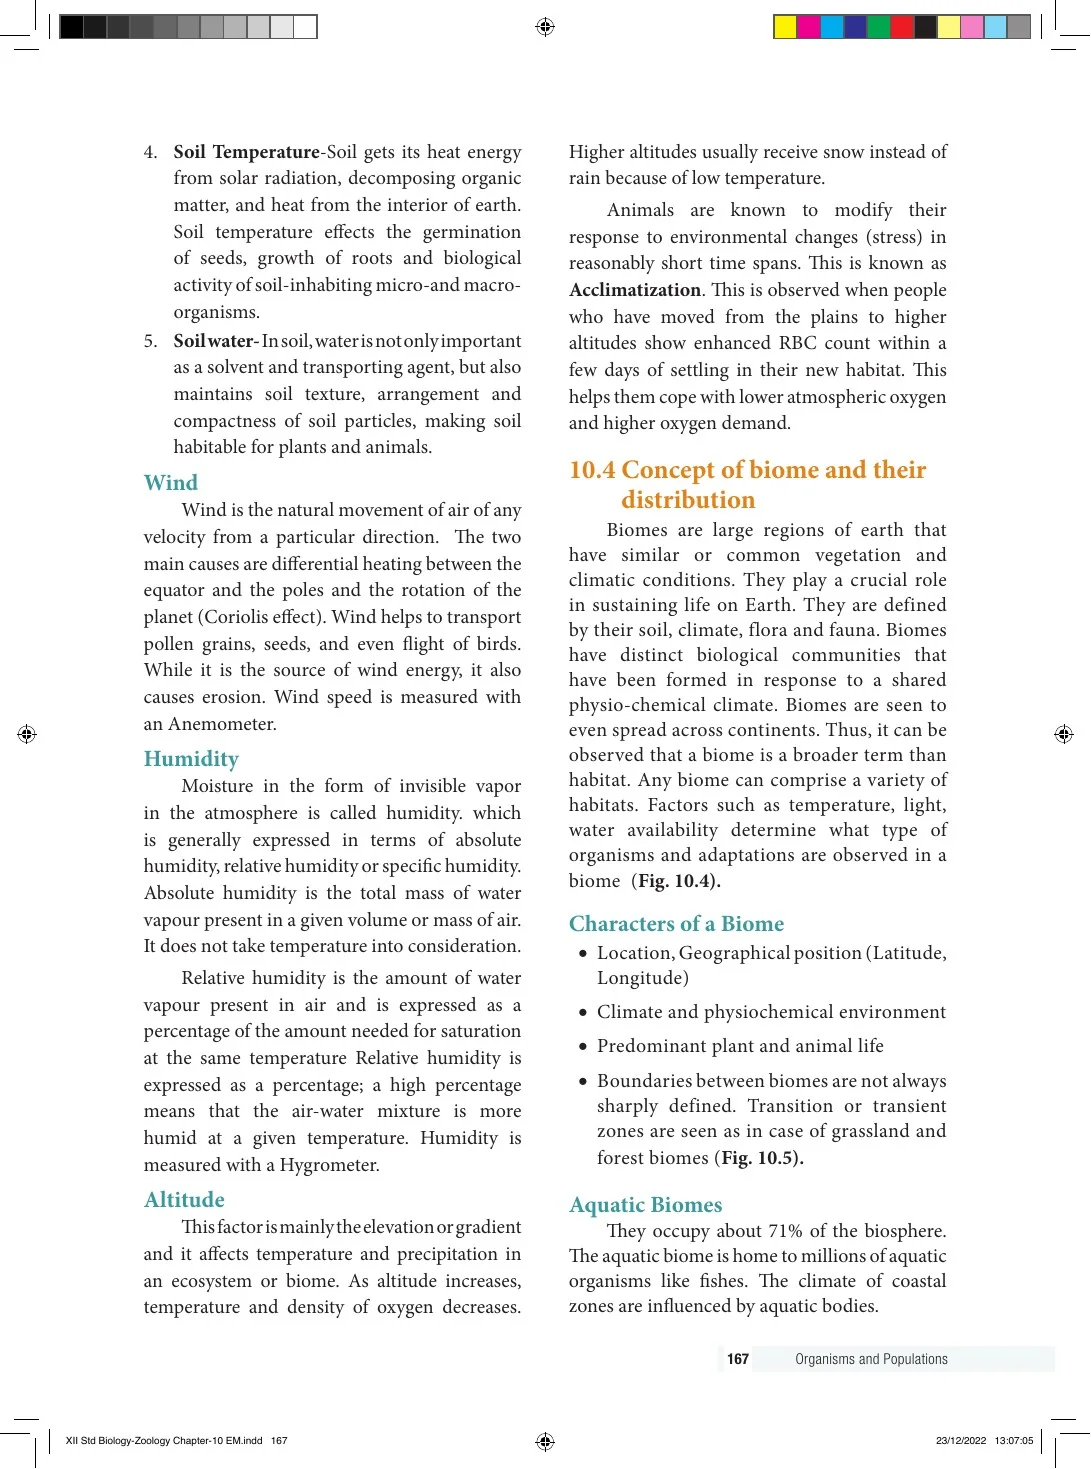 4. Soil Temperature-Soil gets its heat energy
from solar radiation, decomposing organic
matter, and heat from the interior of earth.
Soil temperature effects the germination
of seeds, growth of roots and biological
activity of soil-inhabiting micro-and macro-
organisms.
5. Soil water- In soil, water is not only important
as a solvent and transporting agent, but also
maintains soil texture, arrangement and
compactness of soil particles, making soil
habitable for plants and animals.
Wind
Wind is the natural movement of air of any
velocity from a particular direction. The two
main causes are differential heating between the
equator and the poles and the rotation of the
planet (Coriolis effect). Wind helps to transport
pollen grains, seeds, and even flight of birds.
While it is the source of wind energy, it also
causes erosion. Wind speed is measured with
an Anemometer.
Humidity
Moisture in the form of invisible vapor
in the atmosphere is called humidity. which
is generally expressed in terms of absolute
humidity, relative humidity or specific humidity.
Absolute humidity is the total mass of water
vapour present in a given volume or mass of air.
It does not take temperature into consideration.
Relative humidity is the amount of water
vapour present in air and is expressed as a
percentage of the amount needed for saturation
at the same temperature Relative humidity is
expressed as a percentage; a high percentage
means that the air-water mixture is more
humid at a given temperature. Humidity is
measured with a Hygrometer.
Altitude
This factor is mainly the elevation or gradient
and it affects temperature and precipitation in
an ecosystem or biome. As altitude increases,
temperature and density of oxygen decreases.
Higher altitudes usually receive snow instead of
rain because of low temperature.
Animals are known to modify their
response to environmental changes (stress) in
reasonably short time spans. This is known as
Acclimatization. This is observed when people
who have moved from the plains to higher
altitudes show enhanced RBC count within a
few days of settling in their new habitat. This
helps them cope with lower atmospheric oxygen
and higher oxygen demand.
10.4 Concept of biome and their
distribution
Biomes are large regions of earth that
have similar or common vegetation and
climatic conditions. They play a crucial role
in sustaining life on Earth. They are defined
by their soil, climate, flora and fauna. Biomes
have distinct biological communities that
have been formed in response to a shared
physio-chemical climate. Biomes are seen to
even spread across continents. Thus, it can be
observed that a biome is a broader term than
habitat. Any biome can comprise a variety of
habitats. Factors such as temperature, light,
water availability determine what type of
organisms and adaptations are observed in a
biome (Fig. 10.4).
Characters of a Biome
• Location, Geographical position (Latitude,
Longitude)
• Climate and physiochemical environment
• Predominant plant and animal life
• Boundaries between biomes are not always
sharply defined. Transition or transient
zones are seen as in case of grassland and
forest biomes (Fig. 10.5).
Aquatic Biomes
They occupy about 71% of the biosphere.
The aquatic biome is home to millions of aquatic
organisms like fishes. The climate of coastal
zones are influenced by aquatic bodies.
167 Organisms and Populations
XII Std Biology-Zoology Chapter-10 EM.indd 167
23/12/2022 13:07:05